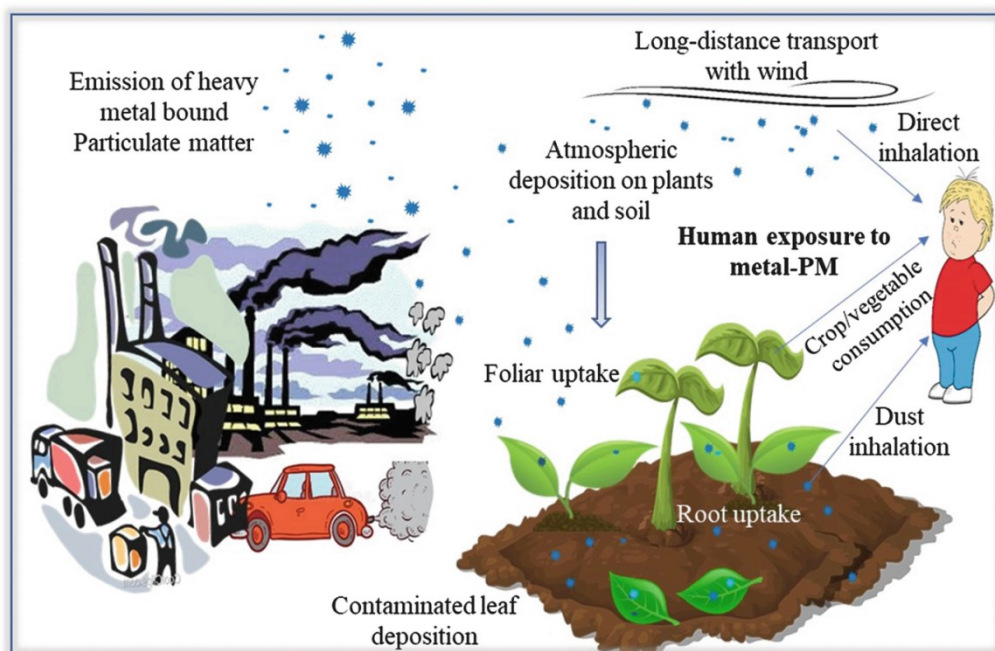 Emission of heavy
metal bound
Particulate matter
Long-distance transport
with wind
Direct
inhalation
Atmospheric
deposition on plants
and soil
Human exposure to
metal-PM
Crop/vegetable
consumption
Foliar uptake
Dust
inhalation
Root uptake
Contaminated leaf
deposition